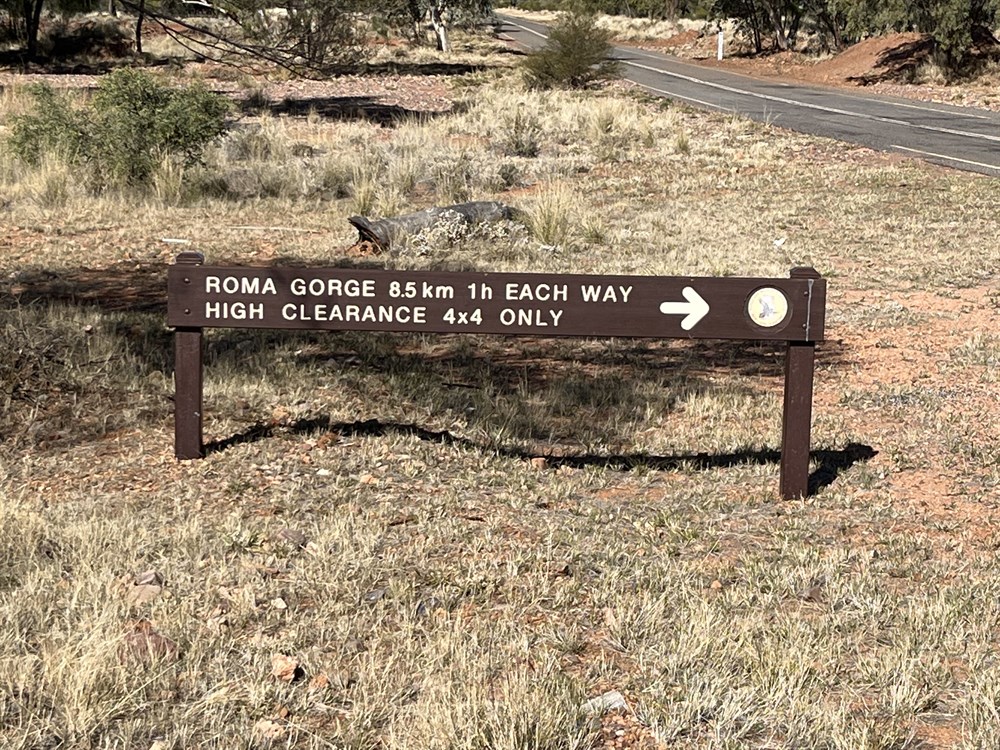 ROMA GORGE 8.5 km 1h EACH WAY
HIGH CLEARANCE 4x4 ONLY